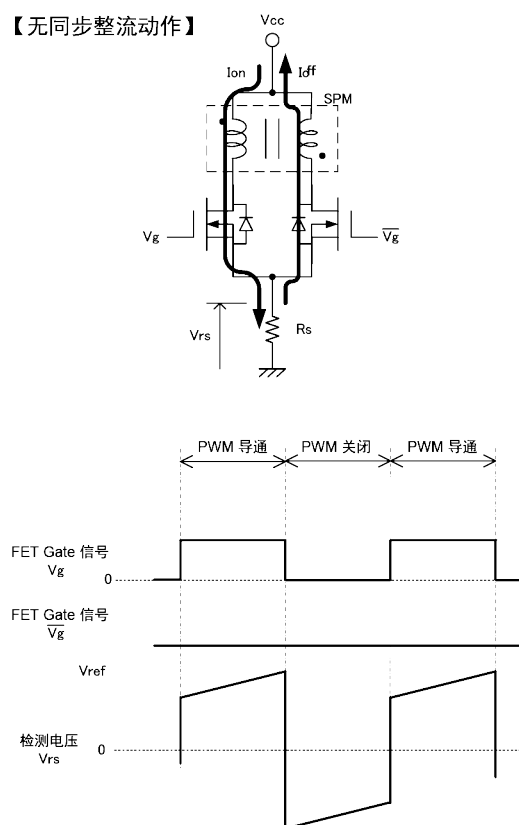 【无同步整流动作】
Vcc
Ion
Ioff
SPM
Vg
Vg
Vrs
Rs
PWM 导通
PWM 关闭
PWM 导通
FET Gate 信号
Vg
0
FET Gate 信号
Vg
Vref
检测电压
Vrs
0